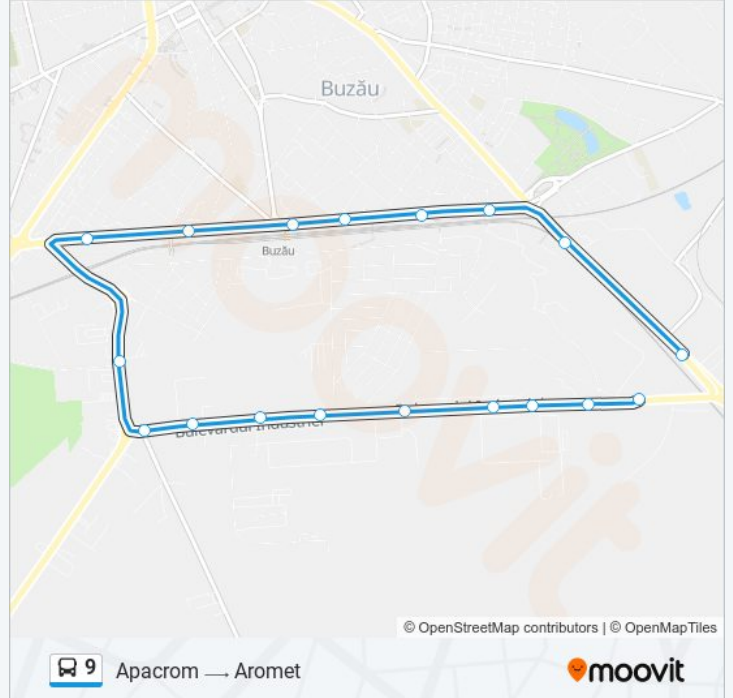 Buzău
Buzău
Bulevardul Industriei
© OpenStreetMap contributors | © OpenMapTiles
9 Apacrom → Aromet
moovit